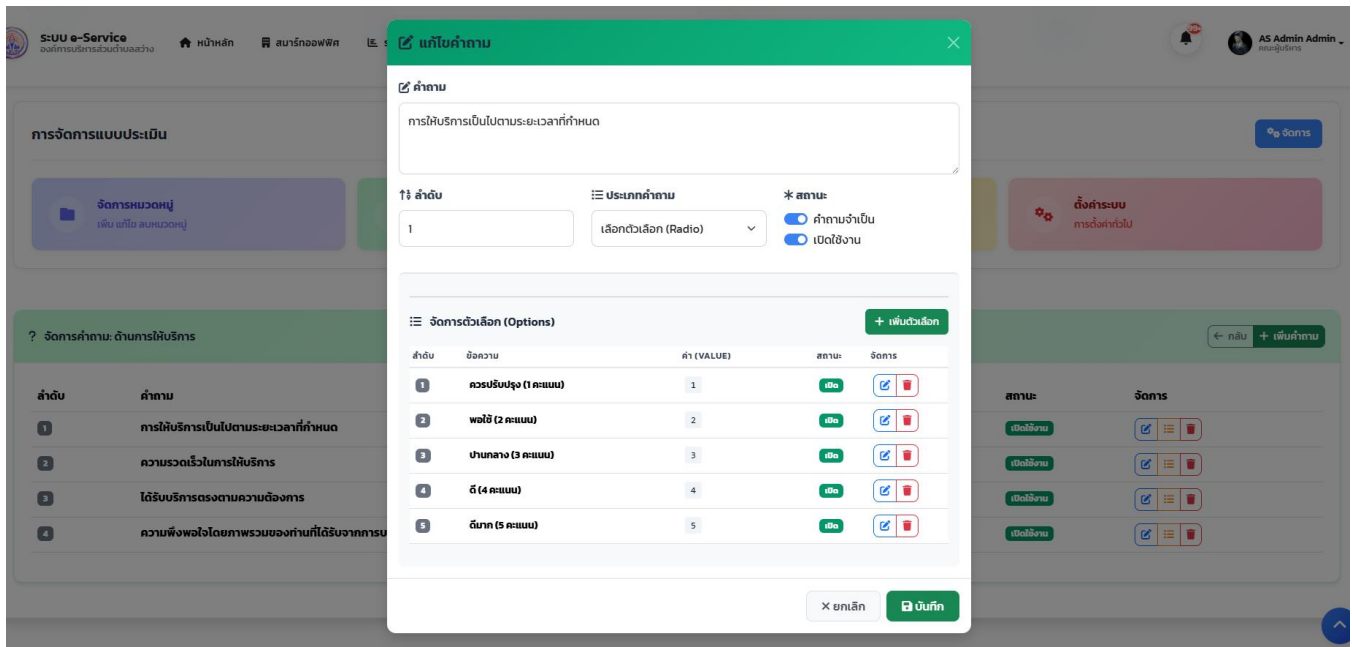 ระบบ e-Service
องค์การบริหารส่วนตำบลสว่าง
หน้าหลัก
สมาร์ทออฟฟิศ
AS Admin Admin
คณะผู้บริหาร
แก้ไขคำถาม
คำถาม
การให้บริการเป็นไปตามระยะเวลาที่กำหนด
ลำดับ ประเภทคำถาม สถานะ
1 เลือกตัวเลือก (Radio) คำถามจำเป็น
เปิดใช้งาน
การจัดการแบบประเมิน
จัดการ
จัดการหมวดหมู่
เพิ่ม แก้ไข ลบหมวดหมู่
ตั้งค่าระบบ
การตั้งค่าทั่วไป
จัดการตัวเลือก (Options) + เพิ่มตัวเลือก
ลำดับ ข้อความ ค่า (VALUE) สถานะ จัดการ
1 ควรปรับปรุง (1 คะแนน) 1 เปิด
2 พอใช้ (2 คะแนน) 2 เปิด
3 ปานกลาง (3 คะแนน) 3 เปิด
4 ดี (4 คะแนน) 4 เปิด
5 ดีมาก (5 คะแนน) 5 เปิด
ยกเลิก บันทึก
? จัดการคำถาม: ด้านการให้บริการ
← กลับ + เพิ่มคำถาม
ลำดับ คำถาม สถานะ จัดการ
1 การให้บริการเป็นไปตามระยะเวลาที่กำหนด เปิดใช้งาน
2 ความรวดเร็วในการให้บริการ เปิดใช้งาน
3 ได้รับบริการตรงตามความต้องการ เปิดใช้งาน
4 ความพึงพอใจโดยภาพรวมของท่านที่ได้รับจากการบ เปิดใช้งาน